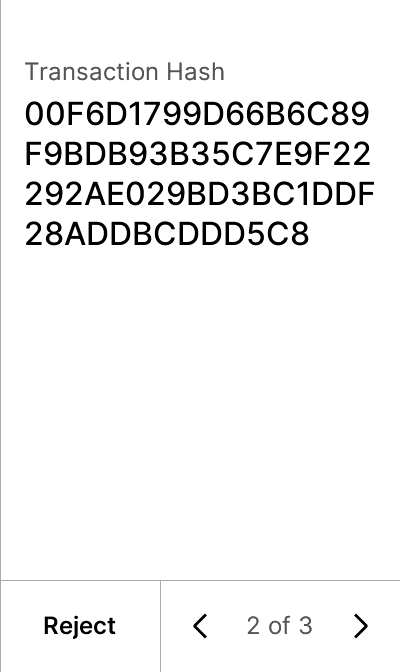 Transaction Hash
00F6D1799D66B6C89
F9BDB93B35C7E9F22
292AE029BD3BC1DDF
28ADDBCDDD5C8
Reject
2 of 3